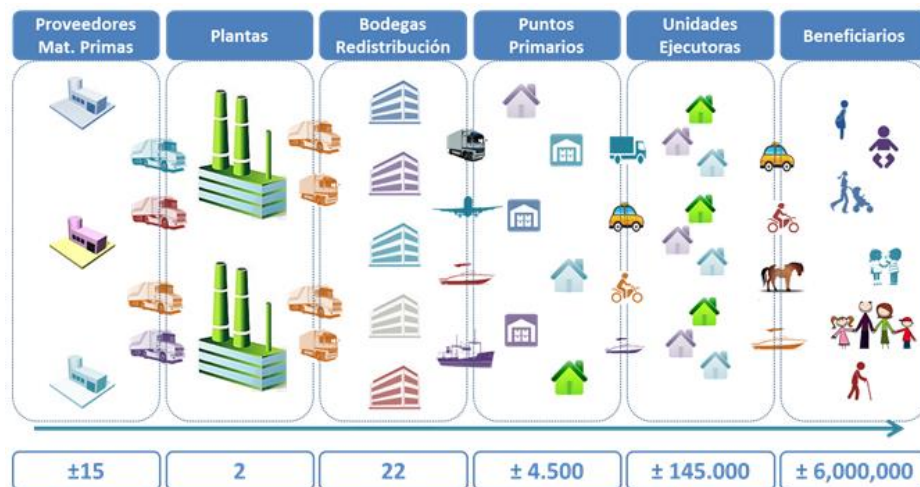 Proveedores
Mat. Primas
Plantas
Bodegas
Redistribución
Puntos
Primarios
Unidades
Ejecutoras
Beneficiarios
±15
2
22
± 4.500
± 145.000
± 6,000,000